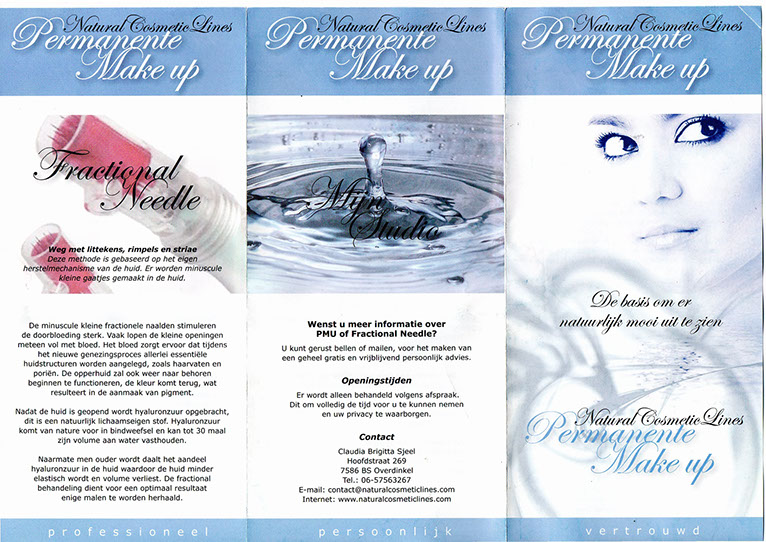 Natural Cosmetic Lines
Permanente
Make up
Fractional
Needle
Weg met littekens, rimpels en striae
Deze methode is gebaseerd op het eigen
herstelmechanisme van de huid. Er worden minuscule
kleine gaatjes gemaakt in de huid.
De minuscule kleine fractionele naalden stimuleren
de doorbloeding sterk. Vaak lopen de kleine openingen
meteen vol met bloed. Het bloed zorgt ervoor dat tijdens
het nieuwe genezingsproces allerlei essentiële
huidstructuren worden aangelegd, zoals haarvaten en
poriën. De opperhuid zal ook weer naar behoren
beginnen te functioneren, de kleur komt terug, wat
resulteert in de aanmaak van pigment.
Nadat de huid is geopend wordt hyaluronzuur opgebracht,
dit is een natuurlijk lichaamseigen stof. Hyaluronzuur
komt van nature voor in bindweefsel en kan tot 30 maal
zijn volume aan water vasthouden.
Naarmate men ouder wordt daalt het aandeel
hyaluronzuur in de huid waardoor de huid minder
elastisch wordt en volume verliest. De fractional
behandeling dient voor een optimaal resultaat
enige malen te worden herhaald.
professioneel
Natural Cosmetic Lines
Permanente
Make up
Mijn
Studio
Wenst u meer informatie over
PMU of Fractional Needle?
U kunt gerust bellen of mailen, voor het maken van
een geheel gratis en vrijblijvend persoonlijk advies.
Openingstijden
Er wordt alleen behandeld volgens afspraak.
Dit om volledig de tijd voor u te kunnen nemen
en uw privacy te waarborgen.
Contact
Claudia Brigitta Sjeel
Hoofdstraat 269
7586 BS Overdinkel
Tel.: 06-57563267
E-mail: contact@naturalcosmeticlines.com
Internet: www.naturalcosmeticlines.com
persoonlijk
Natural Cosmetic Lines
Permanente
Make up
De basis om er
natuurlijk mooi uit te zien
Natural Cosmetic Lines
Permanente
Make up
vertrouwd